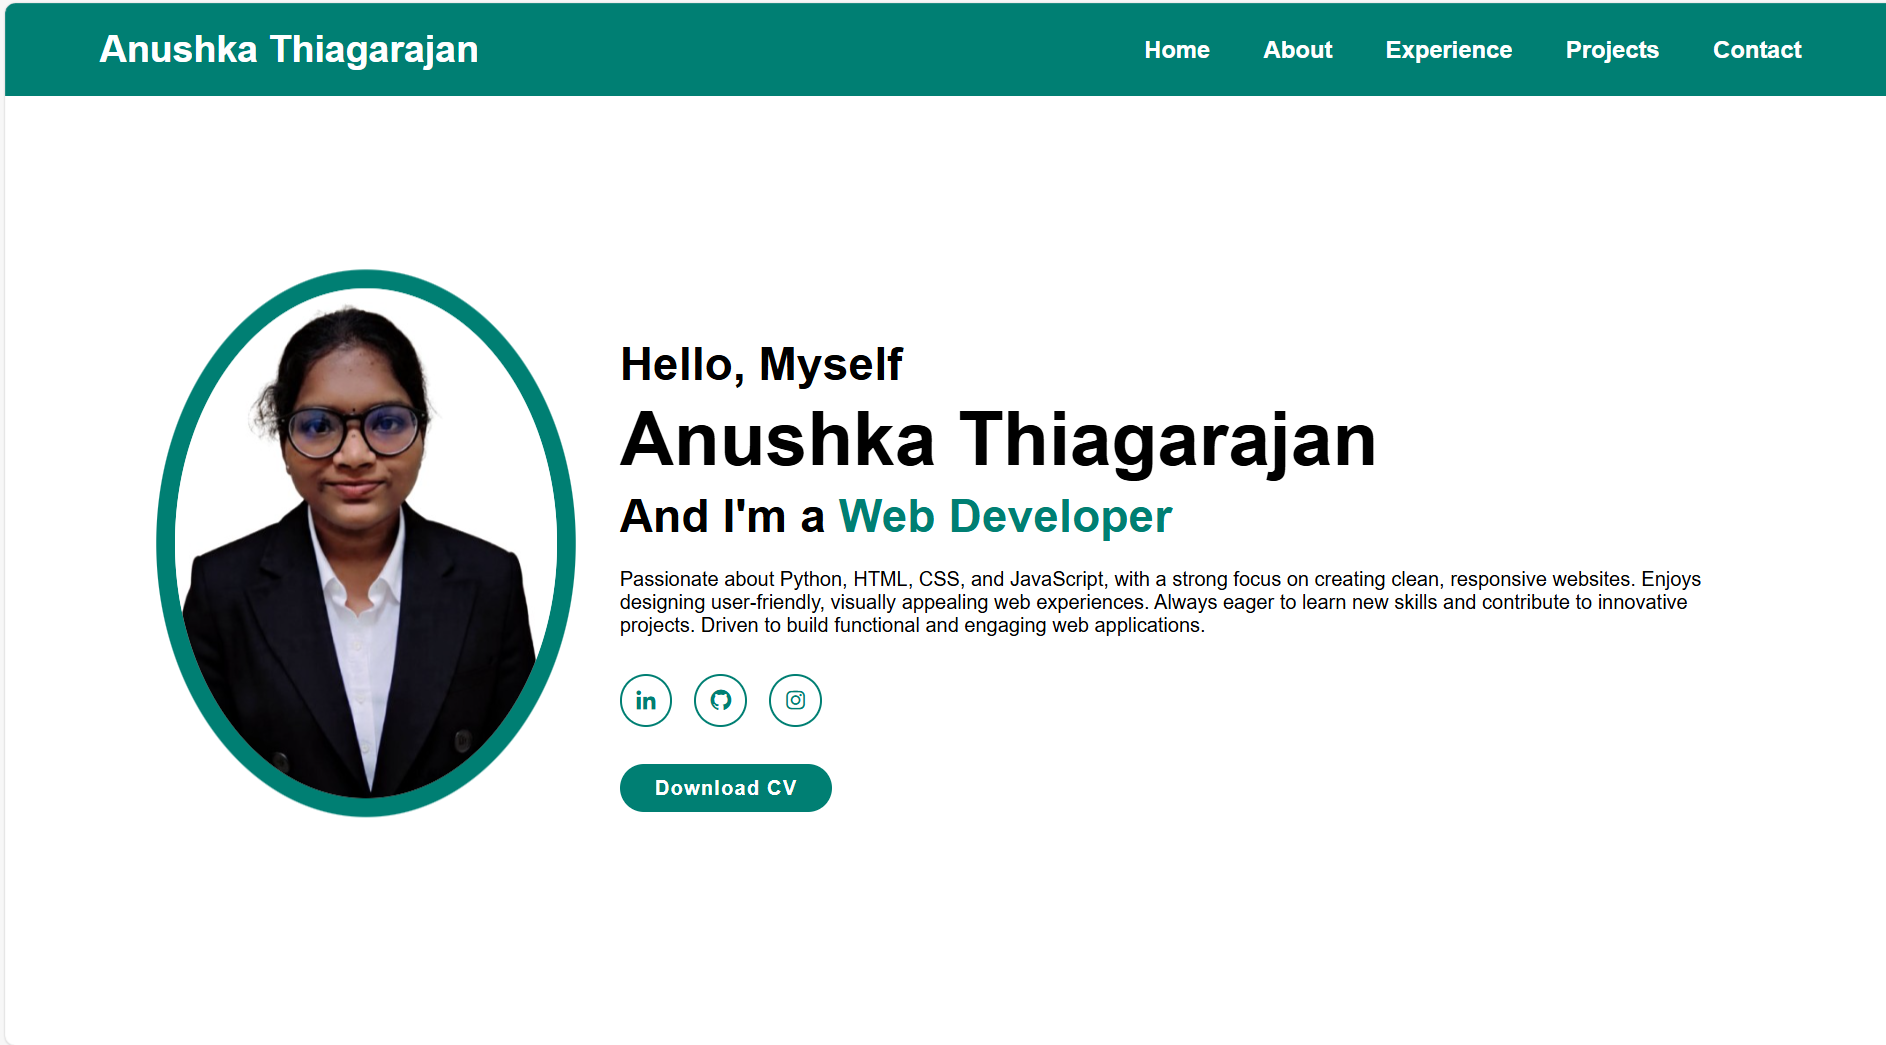 Anushka Thiagarajan
Home About Experience Projects Contact
Hello, Myself
Anushka Thiagarajan
And I'm a Web Developer
Passionate about Python, HTML, CSS, and JavaScript, with a strong focus on creating clean, responsive websites. Enjoys
designing user-friendly, visually appealing web experiences. Always eager to learn new skills and contribute to innovative
projects. Driven to build functional and engaging web applications.
in
Download CV